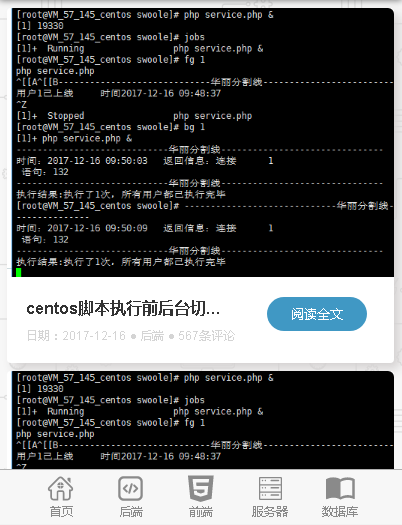 [root@VM_57_145_centos swoole]# php service.php &
[1] 19330
[root@VM_57_145_centos swoole]# jobs
[1]+  Running                 php service.php &
[root@VM_57_145_centos swoole]# fg 1
php service.php
^[[A^[[B----------------------------华丽分割线------------------------
用户1已上线     时间2017-12-16 09:48:37
^Z
[1]+  Stopped                 php service.php
[root@VM_57_145_centos swoole]# bg 1
[1]+ php service.php &
----------------------------华丽分割线------------------------------
时间：2017-12-16 09:50:03   返回信息：连接      1
语句：132
----------------------------华丽分割线------------------------------
执行结果:执行了1次，所有用户都已执行完毕
[root@VM_57_145_centos swoole]# ----------------------------华丽分割线--
--------------
时间：2017-12-16 09:50:09   返回信息：连接      1
语句：132
----------------------------华丽分割线------------------------------
执行结果:执行了1次，所有用户都已执行完毕
centos脚本执行前后台切...
阅读全文
日期：2017-12-16 ● 后端 ● 567条评论
[root@VM_57_145_centos swoole]# php service.php &
[1] 19330
[root@VM_57_145_centos swoole]# jobs
[1]+  Running                 php service.php &
[root@VM_57_145_centos swoole]# fg 1
php service.php
^[[A^[[B----------------------------华丽分割线------------------------
用户1已上线     时间2017-12-16 09:48:37
^Z
首页 后端 前端 服务器 数据库